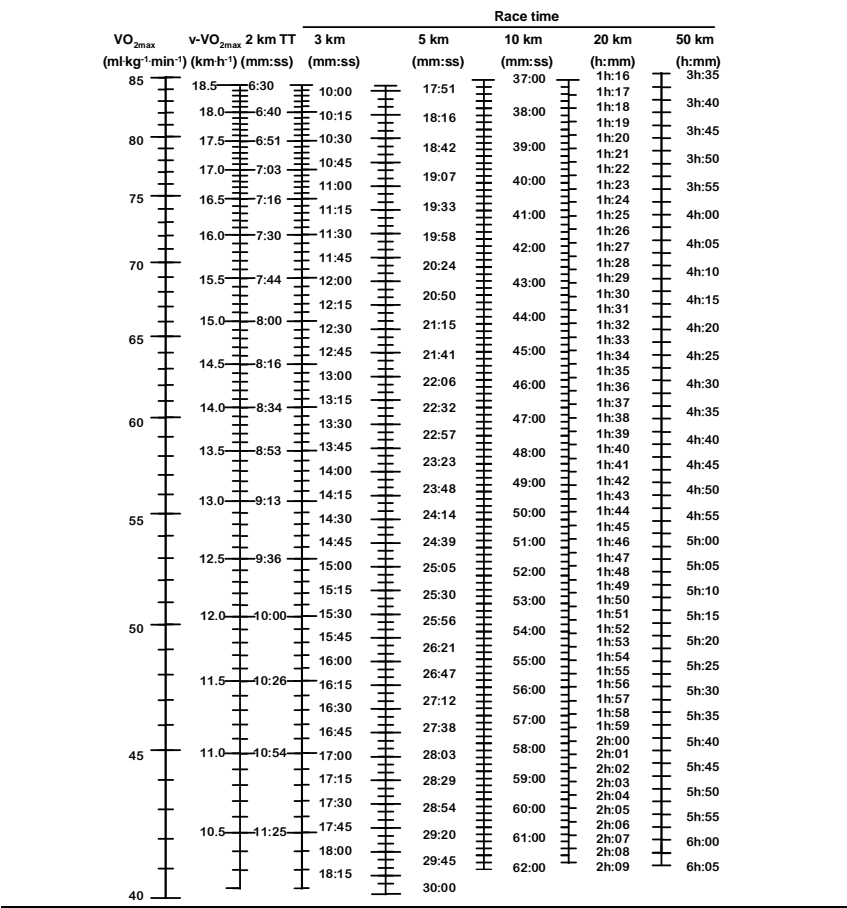 Race time
VO2max v-VO2max 2 km TT 3 km 5 km 10 km 20 km 50 km
(ml·kg-1·min-1) (km·h-1) (mm:ss) (mm:ss) (mm:ss) (mm:ss) (h:mm) (h:mm)
85
80
75
70
65
60
55
50
45
40
18.5 6:30
18.0 6:40
17.5 6:51
17.0 7:03
16.5 7:16
16.0 7:30
15.5 7:44
15.0 8:00
14.5 8:16
14.0 8:34
13.5 8:53
13.0 9:13
12.5 9:36
12.0 10:00
11.5 10:26
11.0 10:54
10.5 11:25
10:00
10:15
10:30
10:45
11:00
11:15
11:30
11:45
12:00
12:15
12:30
12:45
13:00
13:15
13:30
13:45
14:00
14:15
14:30
14:45
15:00
15:15
15:30
15:45
16:00
16:15
16:30
16:45
17:00
17:15
17:30
17:45
18:00
18:15
17:51
18:16
18:42
19:07
19:33
19:58
20:24
20:50
21:15
21:41
22:06
22:32
22:57
23:23
23:48
24:14
24:39
25:05
25:30
25:56
26:21
26:47
27:12
27:38
28:03
28:29
28:54
29:20
29:45
30:00
37:00
38:00
39:00
40:00
41:00
42:00
43:00
44:00
45:00
46:00
47:00
48:00
49:00
50:00
51:00
52:00
53:00
54:00
55:00
56:00
57:00
58:00
59:00
60:00
61:00
62:00
1h:16
1h:17
1h:18
1h:19
1h:20
1h:21
1h:22
1h:23
1h:24
1h:25
1h:26
1h:27
1h:28
1h:29
1h:30
1h:31
1h:32
1h:33
1h:34
1h:35
1h:36
1h:37
1h:38
1h:39
1h:40
1h:41
1h:42
1h:43
1h:44
1h:45
1h:46
1h:47
1h:48
1h:49
1h:50
1h:51
1h:52
1h:53
1h:54
1h:55
1h:56
1h:57
1h:58
1h:59
2h:00
2h:01
2h:02
2h:03
2h:04
2h:05
2h:06
2h:07
2h:08
2h:09
3h:35
3h:40
3h:45
3h:50
3h:55
4h:00
4h:05
4h:10
4h:15
4h:20
4h:25
4h:30
4h:35
4h:40
4h:45
4h:50
4h:55
5h:00
5h:05
5h:10
5h:15
5h:20
5h:25
5h:30
5h:35
5h:40
5h:45
5h:50
5h:55
6h:00
6h:05